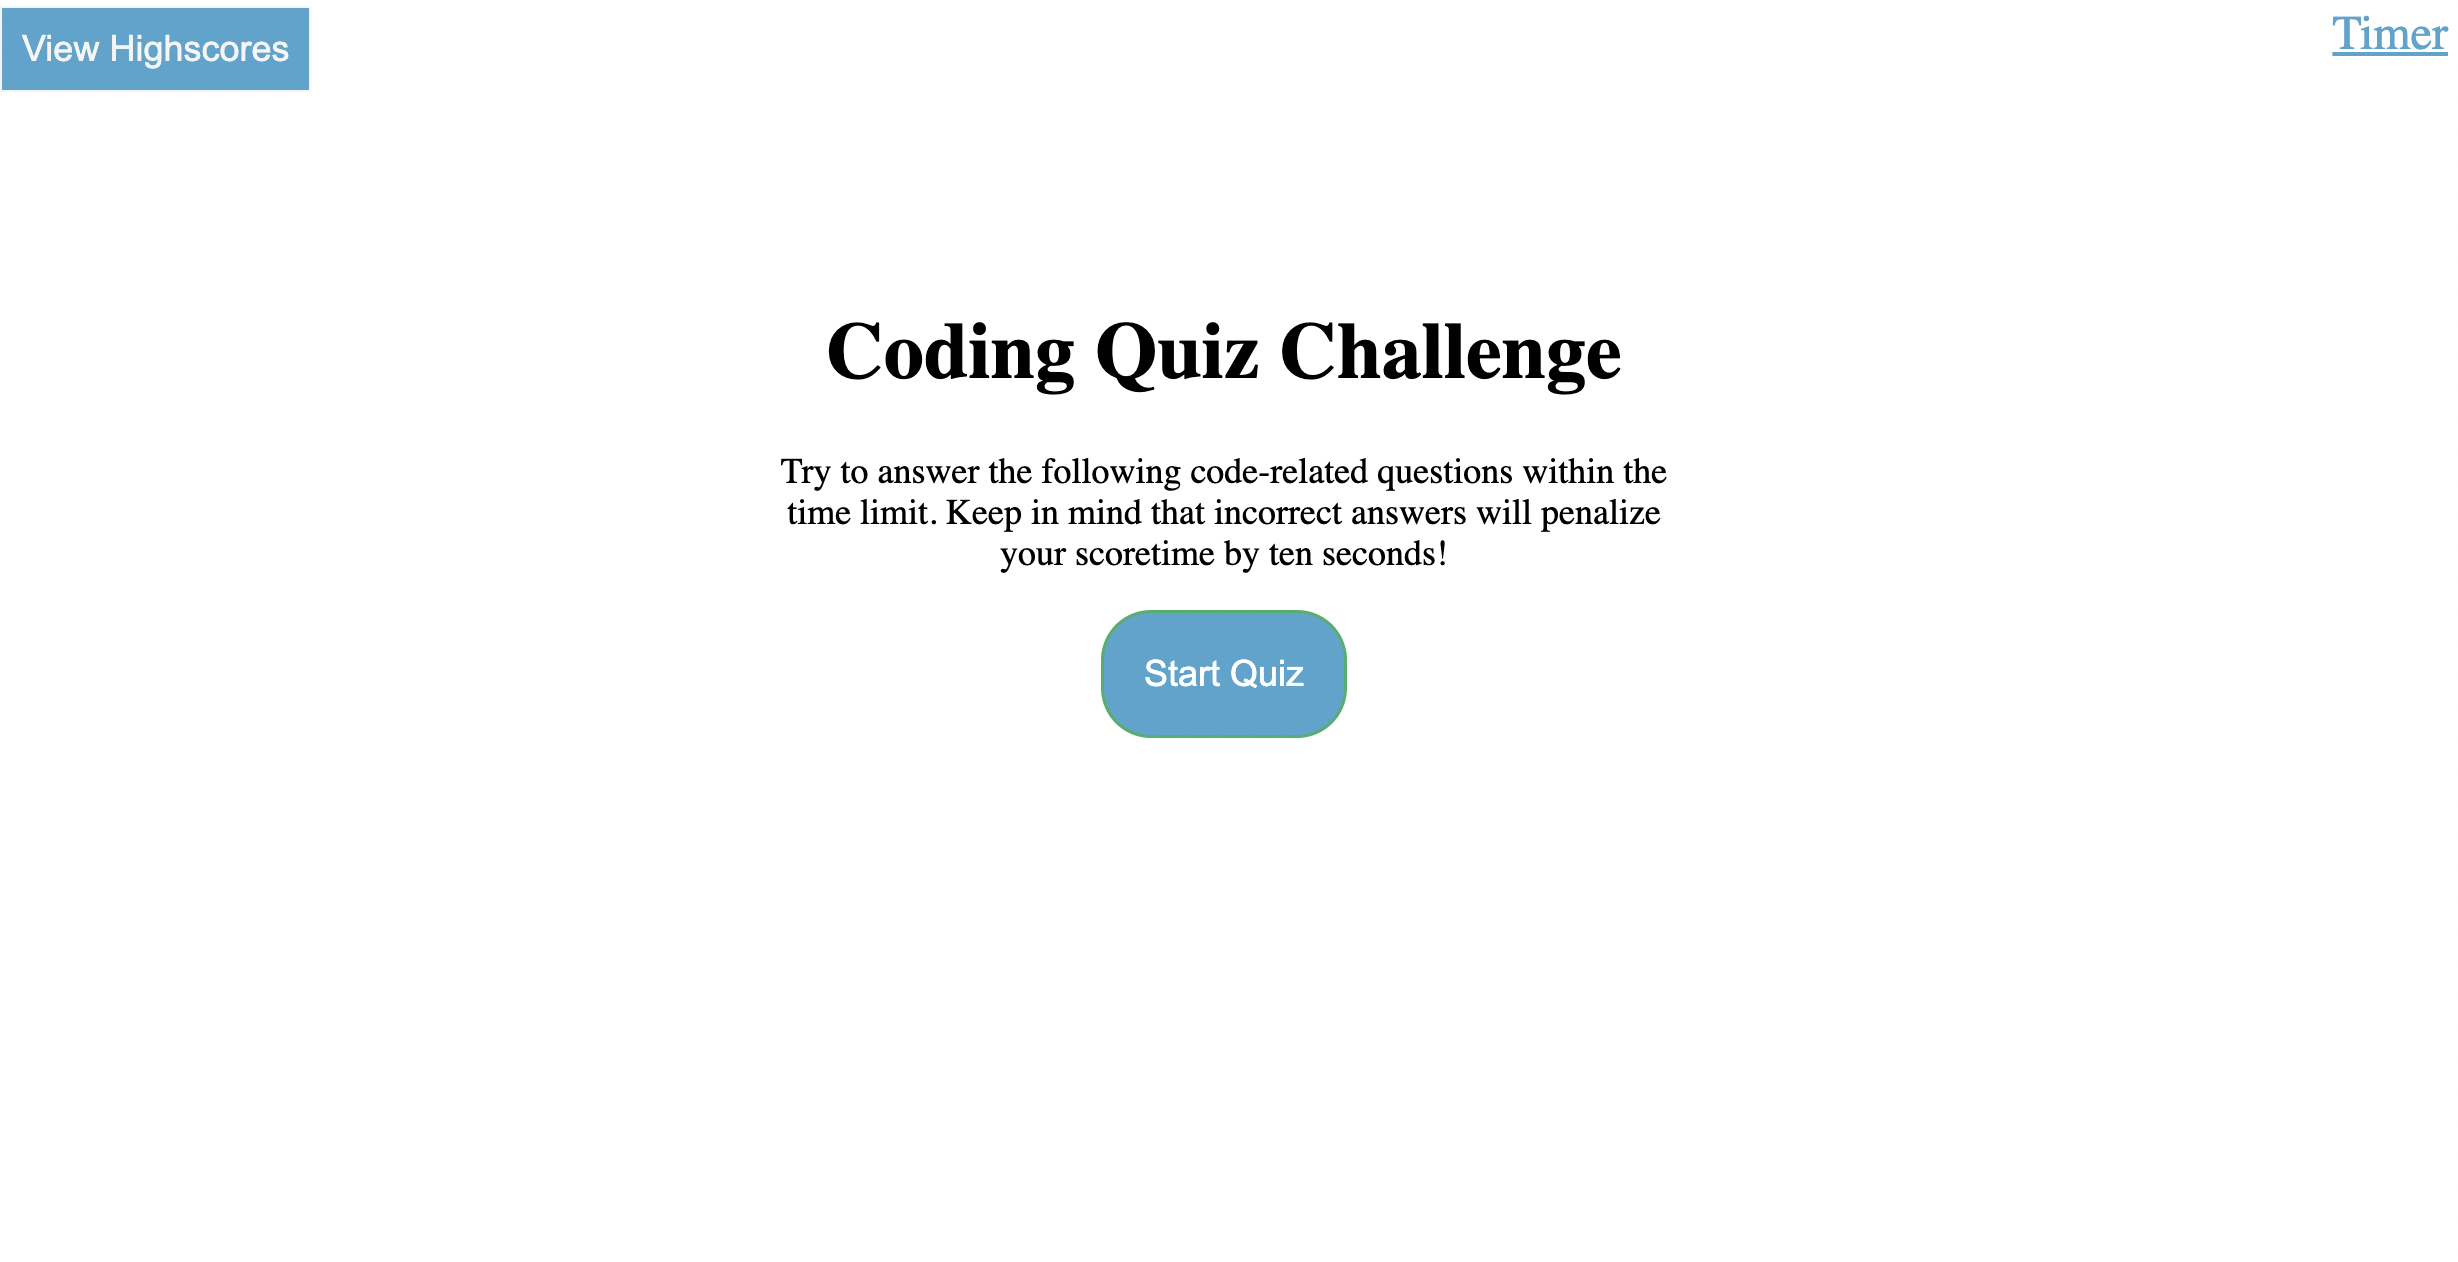 View Highscores
Timer
Coding Quiz Challenge
Try to answer the following code-related questions within the
time limit. Keep in mind that incorrect answers will penalize
your scoretime by ten seconds!
Start Quiz